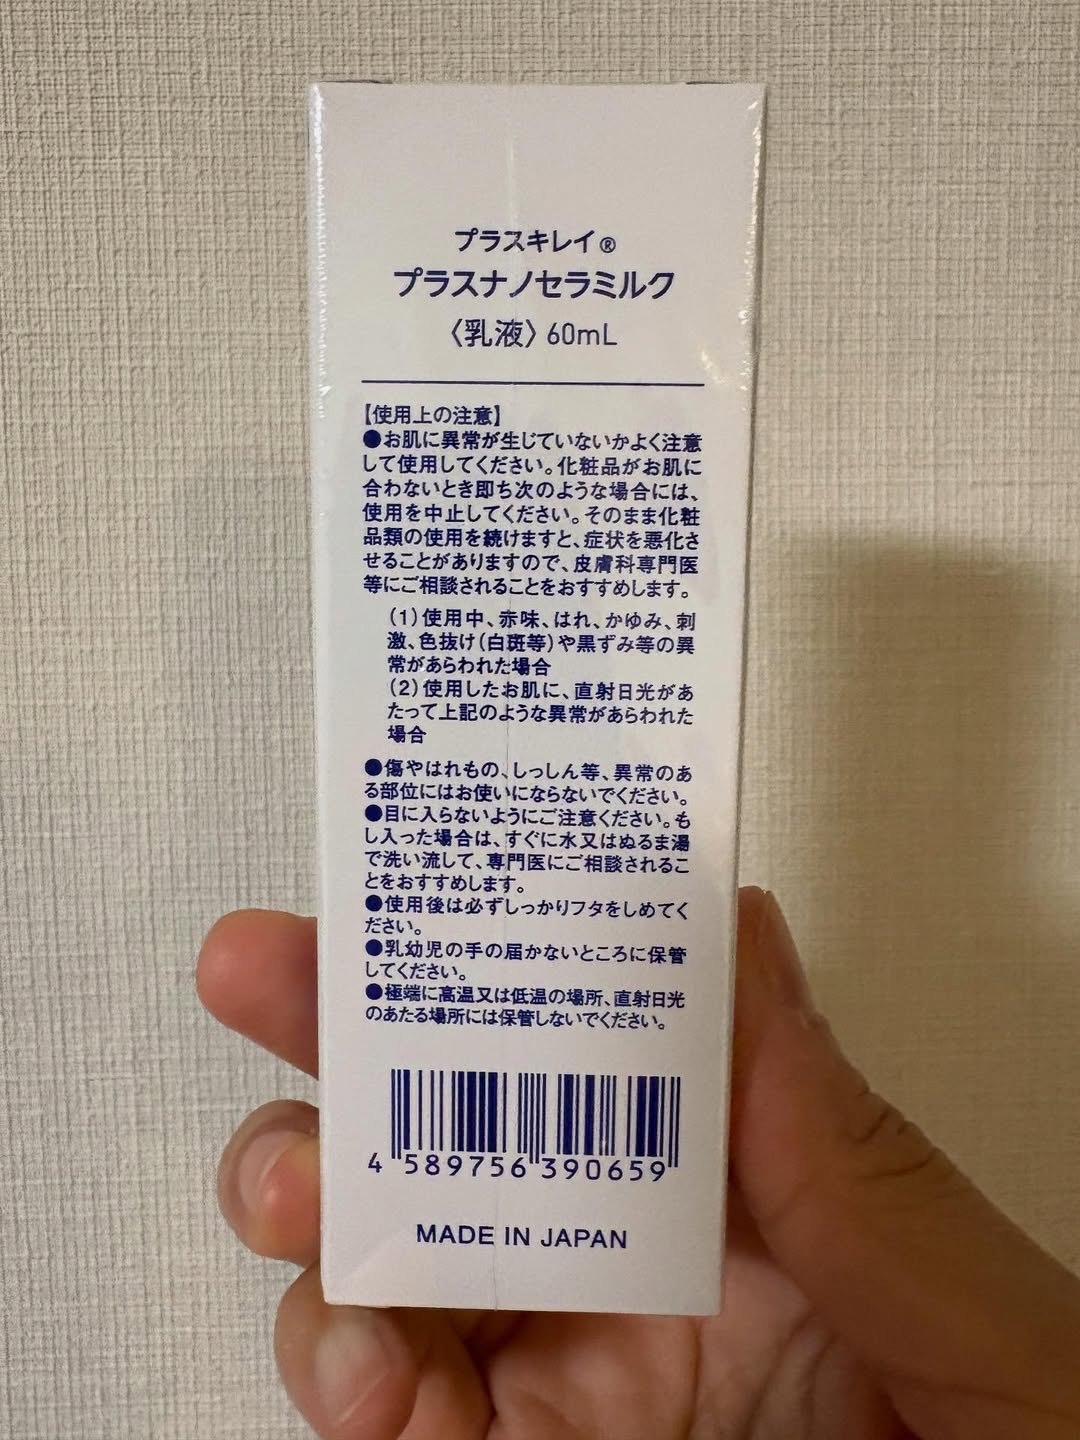 プラスキレイ®
プラスナノセラミルク
〈乳液〉60mL
【使用上の注意】
●お肌に異常が生じていないかよく注意
して使用してください。化粧品がお肌に
合わないとき即ち次のような場合には、
使用を中止してください。そのまま化粧
品類の使用を続けますと、症状を悪化さ
せることがありますので、皮膚科専門医
等にご相談されることをおすすめします。
(1)使用中、赤味、はれ、かゆみ、刺
激、色抜け(白斑等)や黒ずみ等の異
常があらわれた場合
(2)使用したお肌に、直射日光があ
たって上記のような異常があらわれた
場合
●傷やはれもの、しっしん等、異常のあ
る部位にはお使いにならないでください。
●目に入らないようにご注意ください。も
し入った場合は、すぐに水又はぬるま湯
で洗い流して、専門医にご相談されるこ
とをおすすめします。
●使用後は必ずしっかりフタをしめてく
ださい。
●乳幼児の手の届かないところに保管
してください。
●極端に高温又は低温の場所、直射日光
のあたる場所には保管しないでください。
4 589756 390659
MADE IN JAPAN